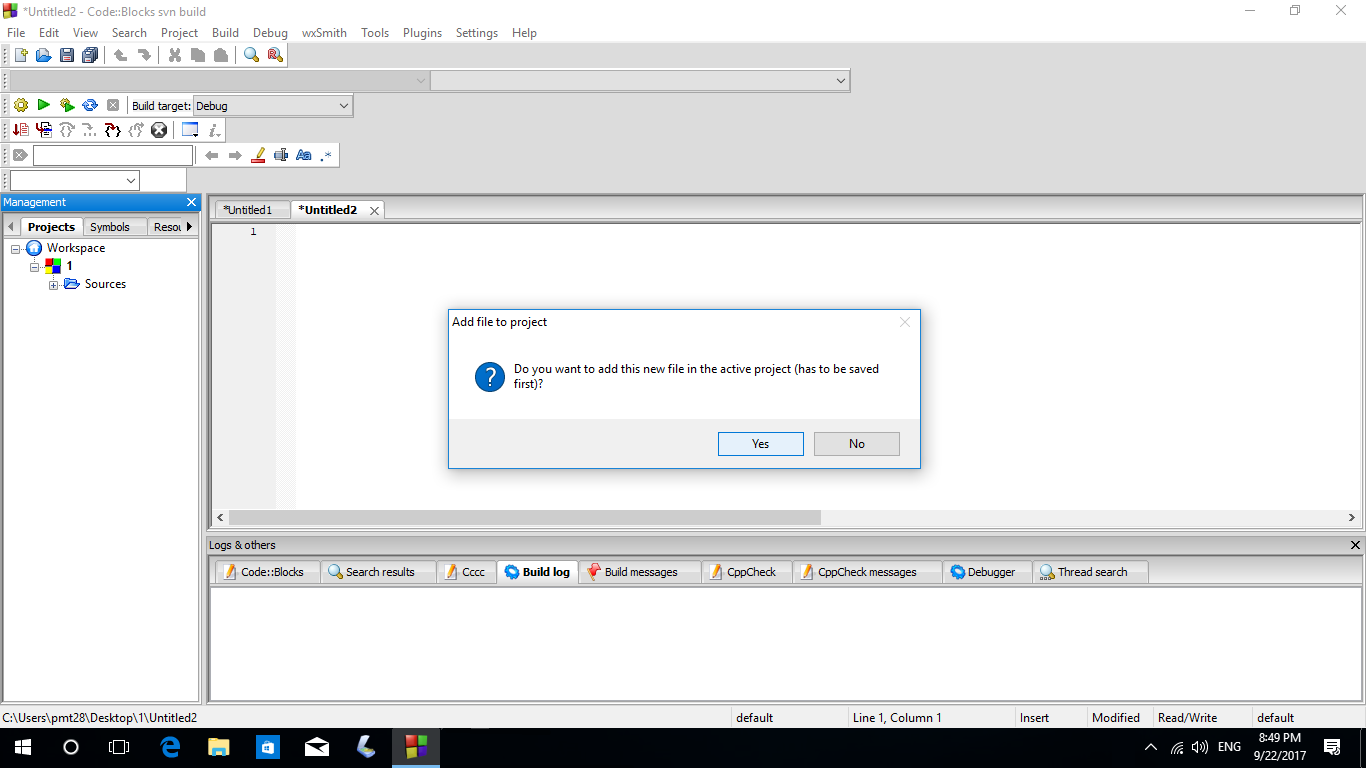 *Untitled2 - Code::Blocks svn build
File Edit View Search Project Build Debug wxSmith Tools Plugins Settings Help
Build target: Debug
Aa .*
Management
*Untitled1 *Untitled2
Projects Symbols Resou
1
Workspace
1
Sources
Add file to project
Do you want to add this new file in the active project (has to be saved
first)?
Yes No
Logs & others
Code::Blocks Search results Cccc Build log Build messages CppCheck CppCheck messages Debugger Thread search
C:\Users\pmt28\Desktop\1\Untitled2 default Line 1, Column 1 Insert Modified Read/Write default
ENG
8:49 PM
9/22/2017